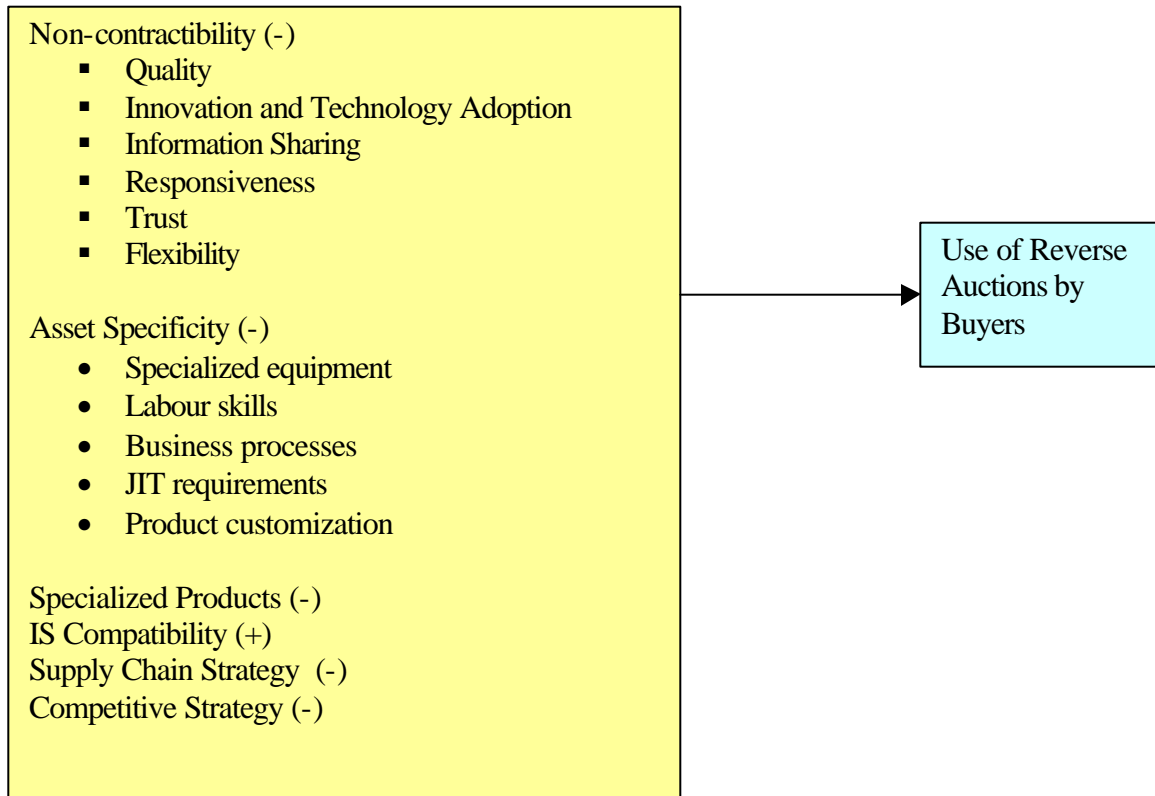 Non-contractibility (-)
▪ Quality
▪ Innovation and Technology Adoption
▪ Information Sharing
▪ Responsiveness
▪ Trust
▪ Flexibility
Asset Specificity (-)
• Specialized equipment
• Labour skills
• Business processes
• JIT requirements
• Product customization
Specialized Products (-)
IS Compatibility (+)
Supply Chain Strategy (-)
Competitive Strategy (-)
Use of Reverse
Auctions by
Buyers